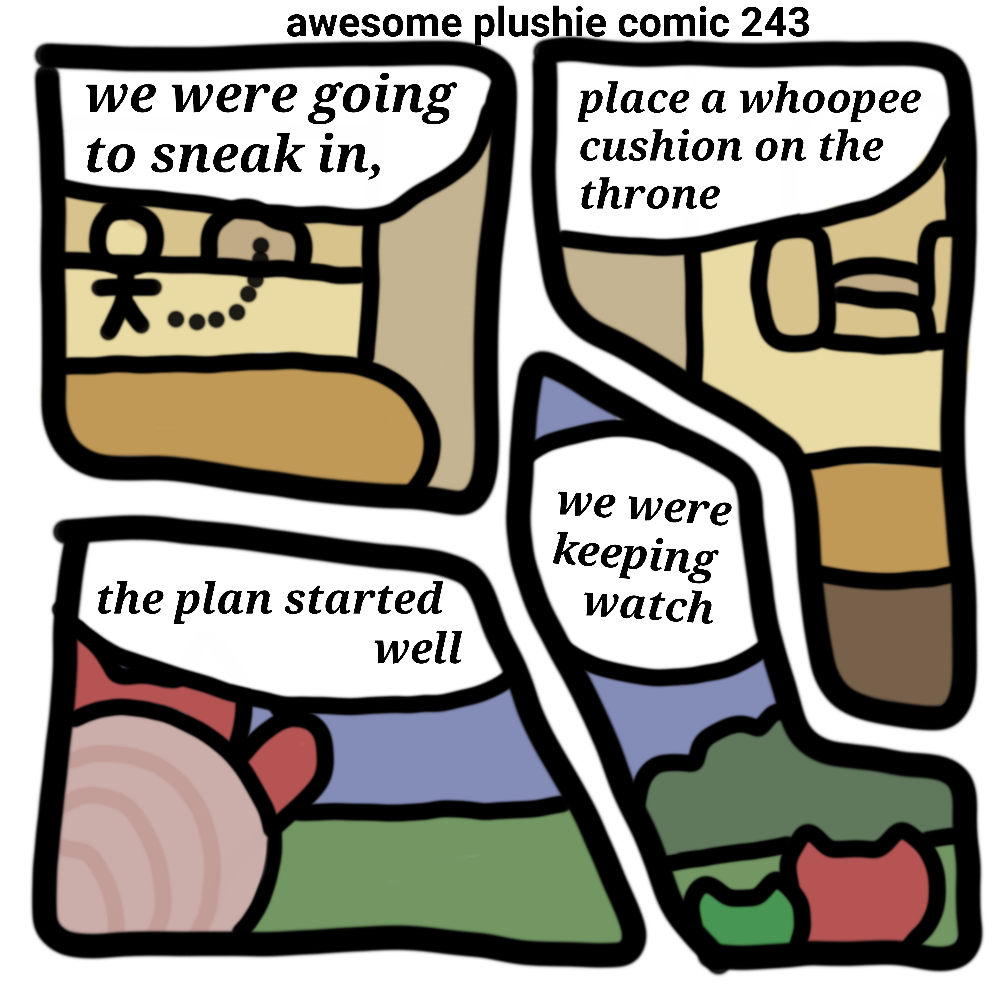 awesome plushie comic 243
we were going
to sneak in,
place a whoopee
cushion on the
throne
the plan started
well
we were
keeping
watch